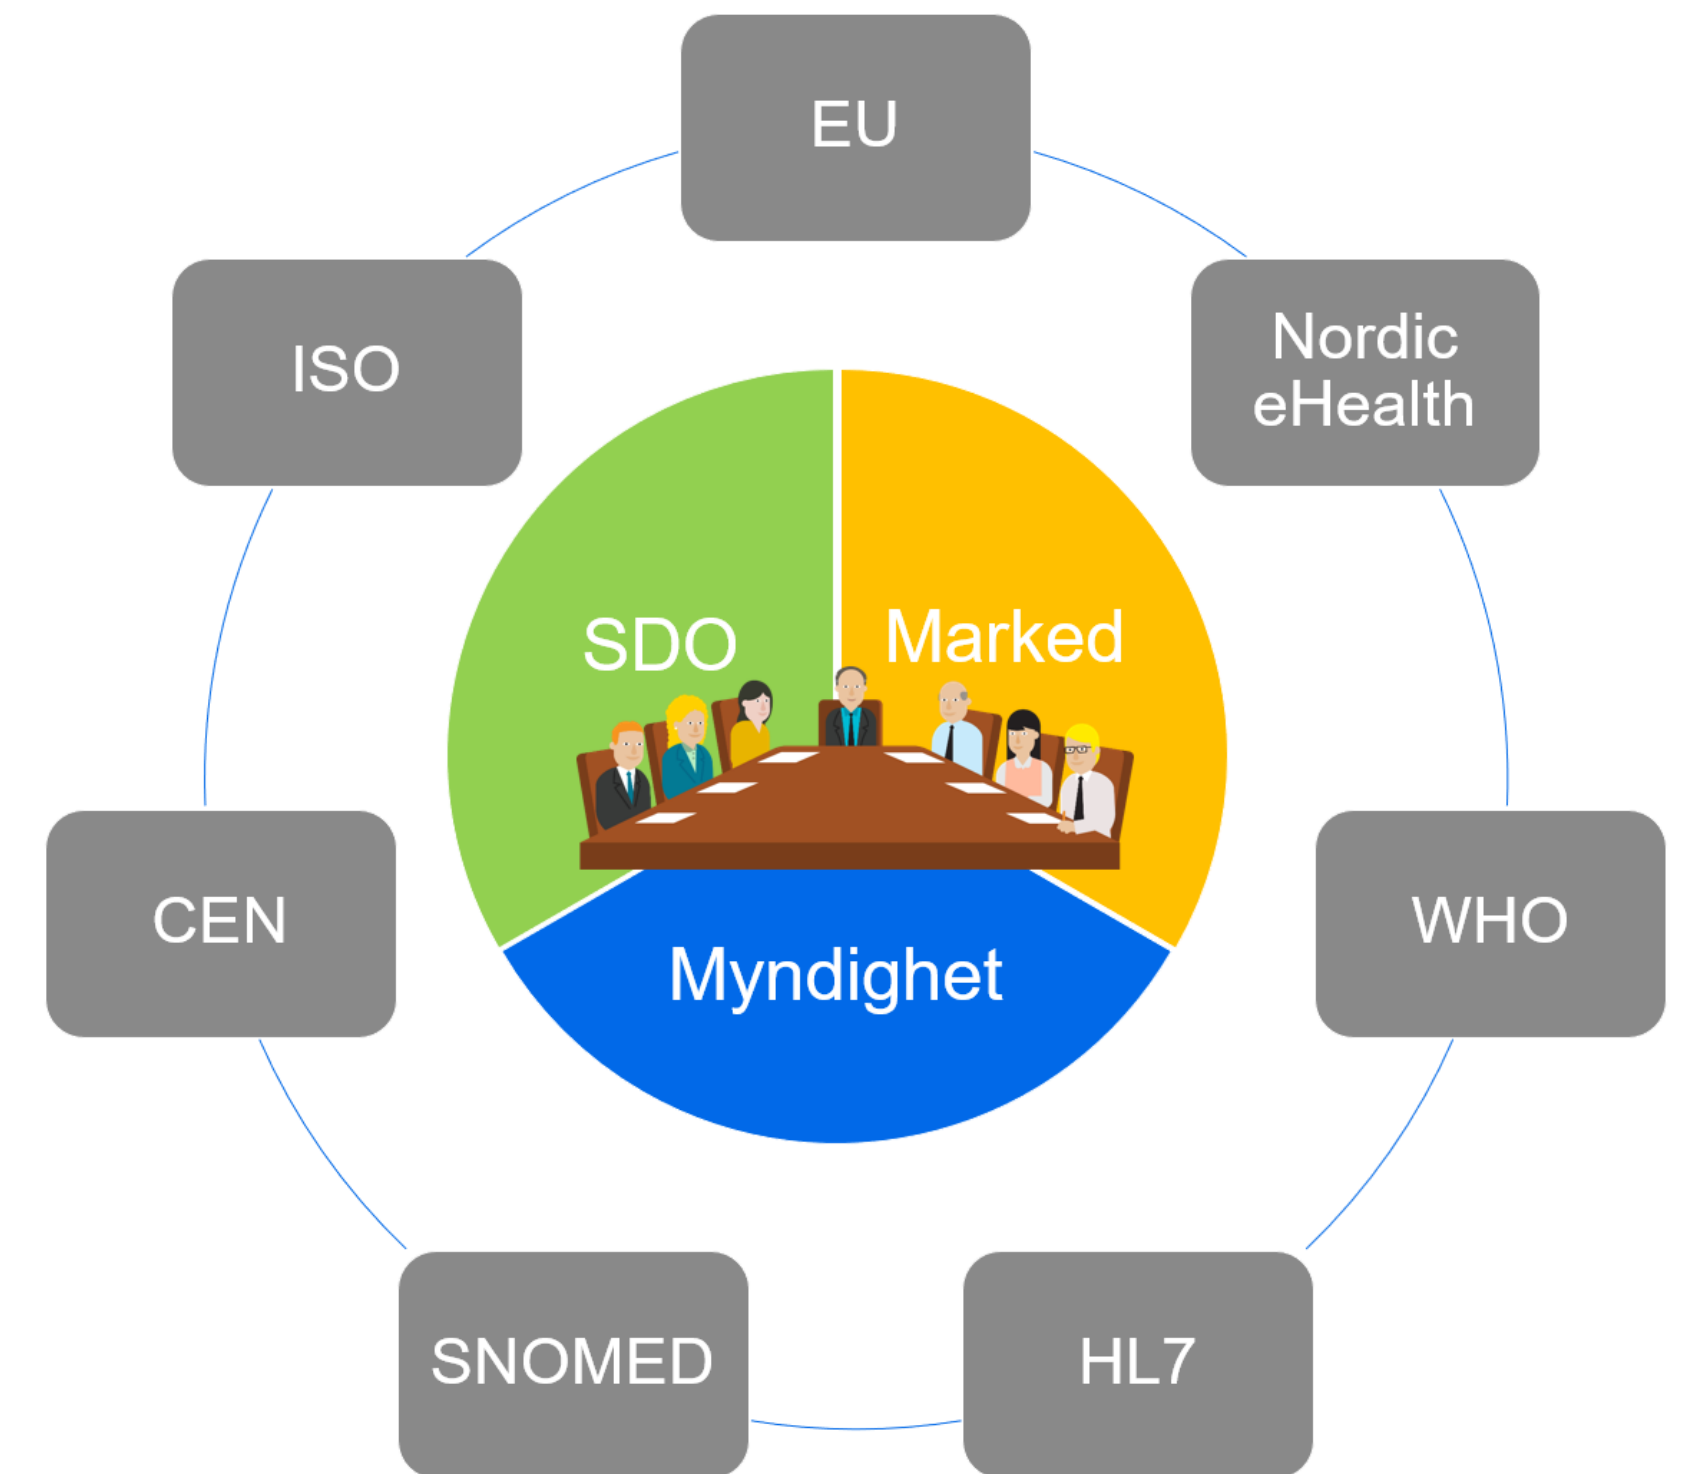 EU
ISO
Nordic
eHealth
SDO
Marked
CEN
WHO
Myndighet
SNOMED
HL7